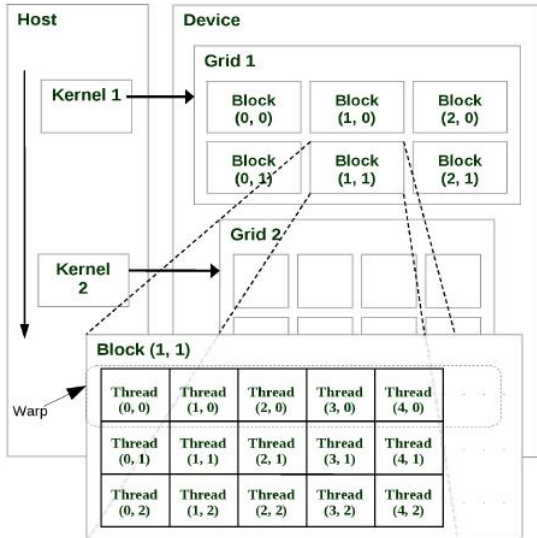 Host
Device
Grid 1
Kernel 1
Block Block Block
(0, 0) (1, 0) (2, 0)
Block Block Block
(0, 1) (1, 1) (2, 1)
Grid 2
Kernel
2
Block (1, 1)
Warp
Thread Thread Thread Thread Thread
(0, 0) (1, 0) (2, 0) (3, 0) (4, 0)
Thread Thread Thread Thread Thread
(0, 1) (1, 1) (2, 1) (3, 1) (4, 1)
Thread Thread Thread Thread Thread
(0, 2) (1, 2) (2, 2) (3, 2) (4, 2)